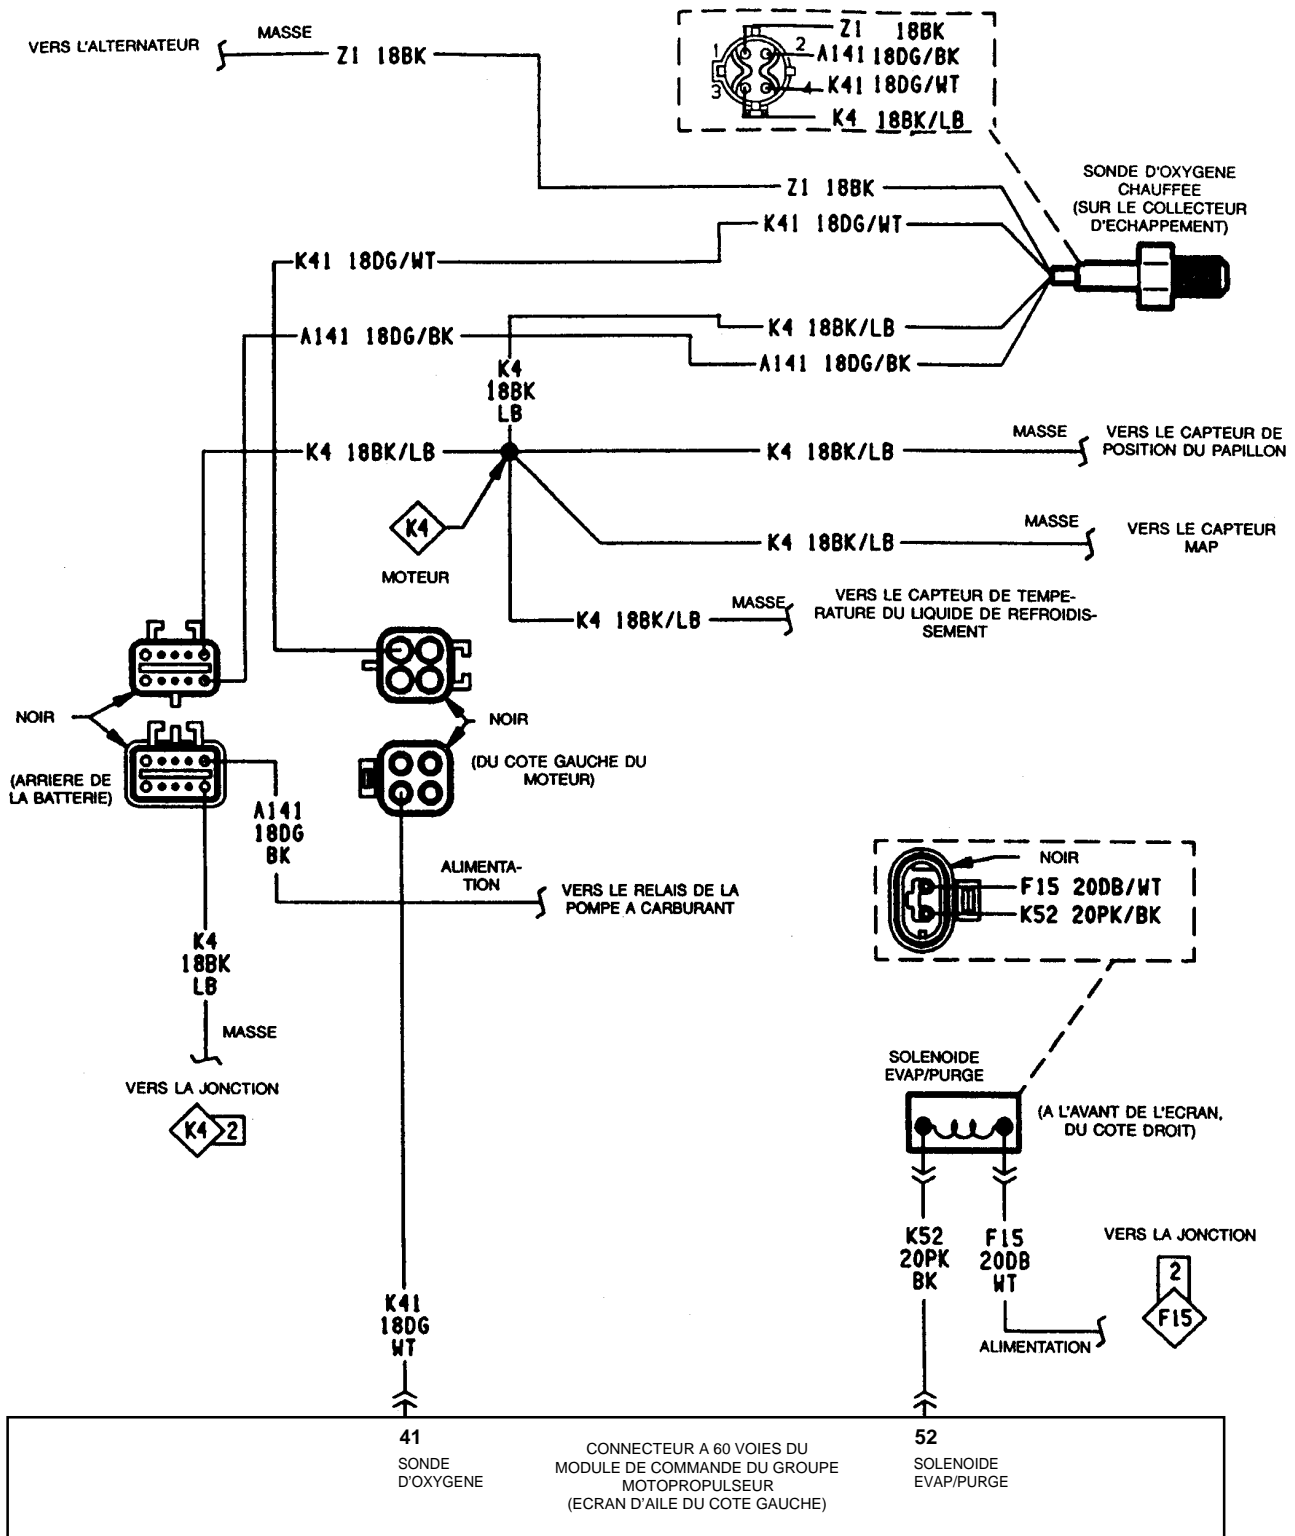 VERS L'ALTERNATEUR
MASSE
Z1 18BK
1
2
3
4
Z1 18BK
A141 18DG/BK
K41 18DG/WT
K4 18BK/LB
SONDE D'OXYGENE
CHAUFFEE
(SUR LE COLLECTEUR
D'ECHAPPEMENT)
Z1 18BK
K41 18DG/WT
K41 18DG/WT
K4 18BK/LB
A141 18DG/BK
A141 18DG/BK
K4
18BK
LB
K4 18BK/LB
K4 18BK/LB
MASSE
VERS LE CAPTEUR DE
POSITION DU PAPILLON
K4
MOTEUR
K4 18BK/LB
MASSE
VERS LE CAPTEUR
MAP
K4 18BK/LB
MASSE
VERS LE CAPTEUR DE TEMPE-
RATURE DU LIQUIDE DE REFROIDIS-
SEMENT
NOIR
(ARRIERE DE
LA BATTERIE)
NOIR
(DU COTE GAUCHE DU
MOTEUR)
A141
18DG
BK
ALIMENTA-
TION
VERS LE RELAIS DE LA
POMPE A CARBURANT
NOIR
F15 20DB/WT
K52 20PK/BK
K4
18BK
LB
MASSE
VERS LA JONCTION
K4
2
SOLENOIDE
EVAP/PURGE
(A L'AVANT DE L'ECRAN,
DU COTE DROIT)
K52
20PK
BK
F15
20DB
WT
VERS LA JONCTION
2
F15
ALIMENTATION
K41
18DG
WT
41
SONDE
D'OXYGENE
CONNECTEUR A 60 VOIES DU
MODULE DE COMMANDE DU GROUPE
MOTOPROPULSEUR
(ECRAN D'AILE DU COTE GAUCHE)
52
SOLENOIDE
EVAP/PURGE